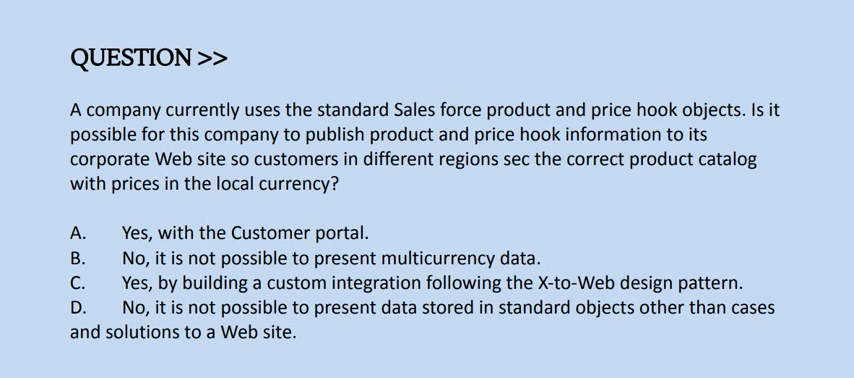 QUESTION >>
A company currently uses the standard Sales force product and price hook objects. Is it
possible for this company to publish product and price hook information to its
corporate Web site so customers in different regions sec the correct product catalog
with prices in the local currency?
A. Yes, with the Customer portal.
B. No, it is not possible to present multicurrency data.
C. Yes, by building a custom integration following the X-to-Web design pattern.
D. No, it is not possible to present data stored in standard objects other than cases
and solutions to a Web site.